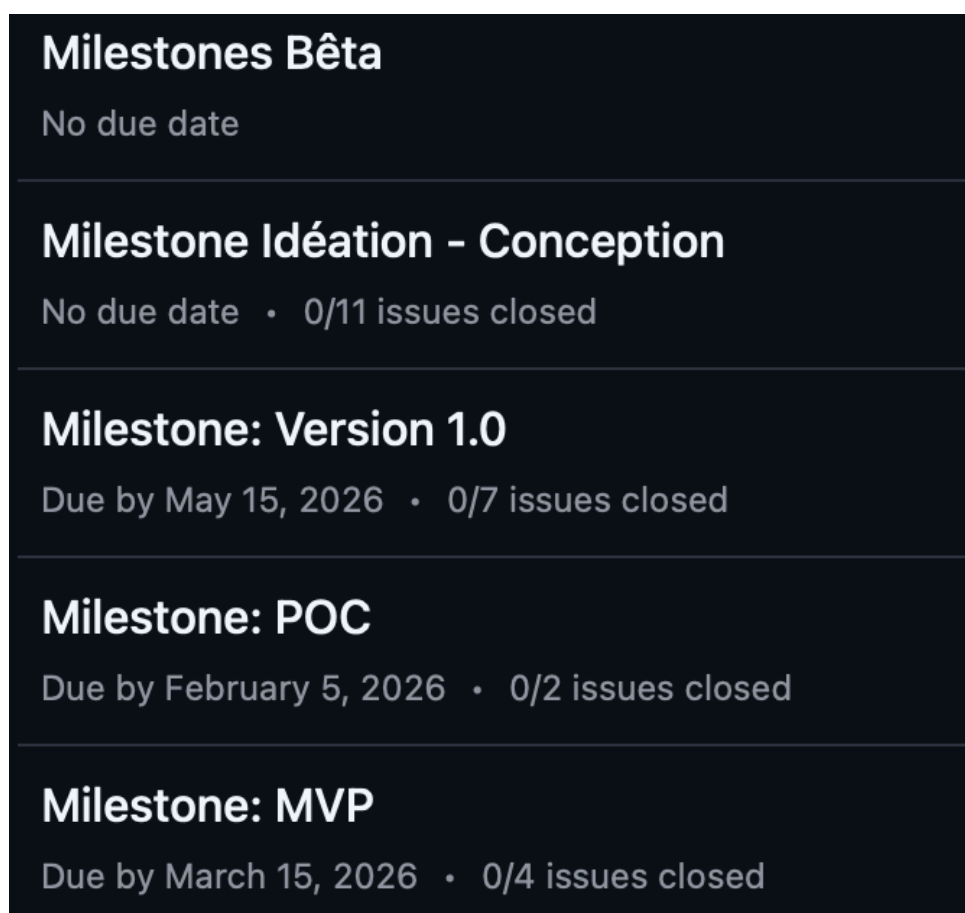 Milestones Bêta
No due date
Milestone Idéation - Conception
No due date • 0/11 issues closed
Milestone: Version 1.0
Due by May 15, 2026 • 0/7 issues closed
Milestone: POC
Due by February 5, 2026 • 0/2 issues closed
Milestone: MVP
Due by March 15, 2026 • 0/4 issues closed